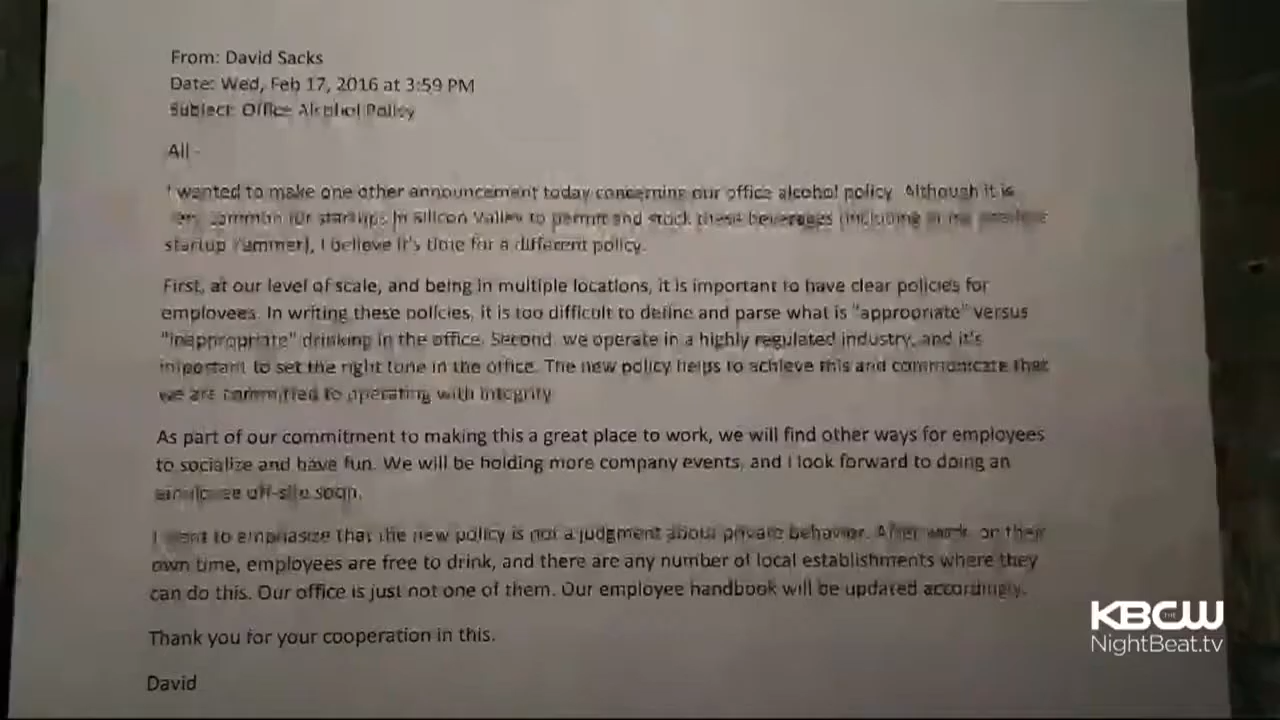 From: David Sacks
Date: Wed, Feb 17, 2016 at 3:59 PM
Subject: Office Alcohol Policy
All -
I wanted to make one other announcement today concerning our office alcohol policy. Although it is
very common for startups in Silicon Valley to permit and stock these beverages (including at my
startup Yammer), I believe it's time for a different policy.
First, at our level of scale, and being in multiple locations, it is important to have clear policies for
employees. In writing these policies, it is too difficult to define and parse what is "appropriate" versus
"inappropriate" drinking in the office. Second, we operate in a highly regulated industry, and it's
important to set the right tone in the office. The new policy helps to achieve this and communicate that
we are committed to operating with integrity.
As part of our commitment to making this a great place to work, we will find other ways for employees
to socialize and have fun. We will be holding more company events, and I look forward to doing an
employee off-site soon.
I want to emphasize that the new policy is not a judgment about private behavior. After work, on their
own time, employees are free to drink, and there are any number of local establishments where they
can do this. Our office is just not one of them. Our employee handbook will be updated accordingly.
Thank you for your cooperation in this.
David
THE
KBCW
NightBeat.tv